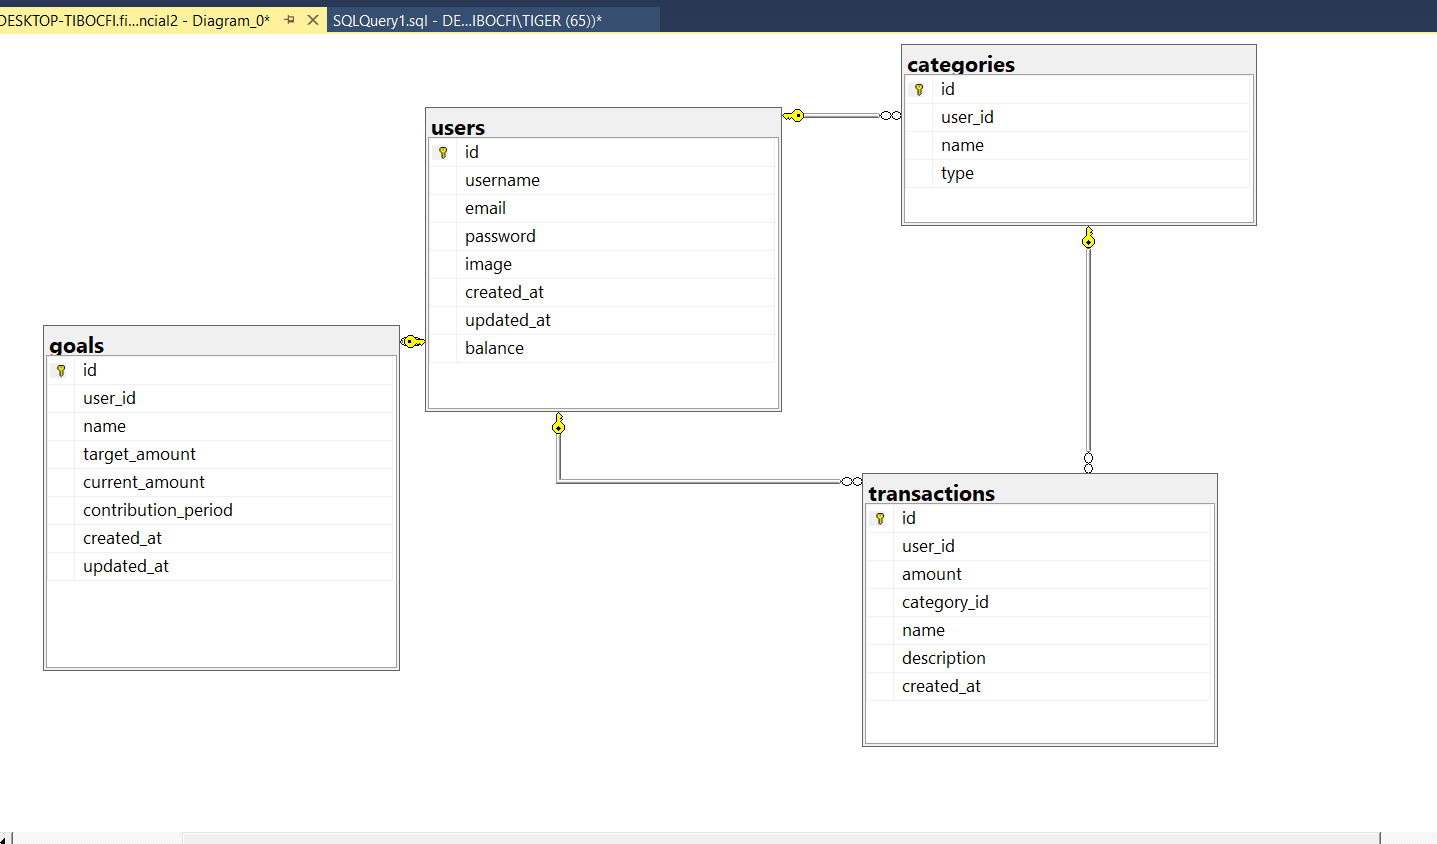 DESKTOP-TIBOCFI.fi...ncial2 - Diagram_0*
SQLQuery1.sql - DE...IBOCFI\TIGER (65))*
categories
id
user_id
name
type
users
id
username
email
password
image
created_at
updated_at
balance
goals
id
user_id
name
target_amount
current_amount
contribution_period
created_at
updated_at
transactions
id
user_id
amount
category_id
name
description
created_at